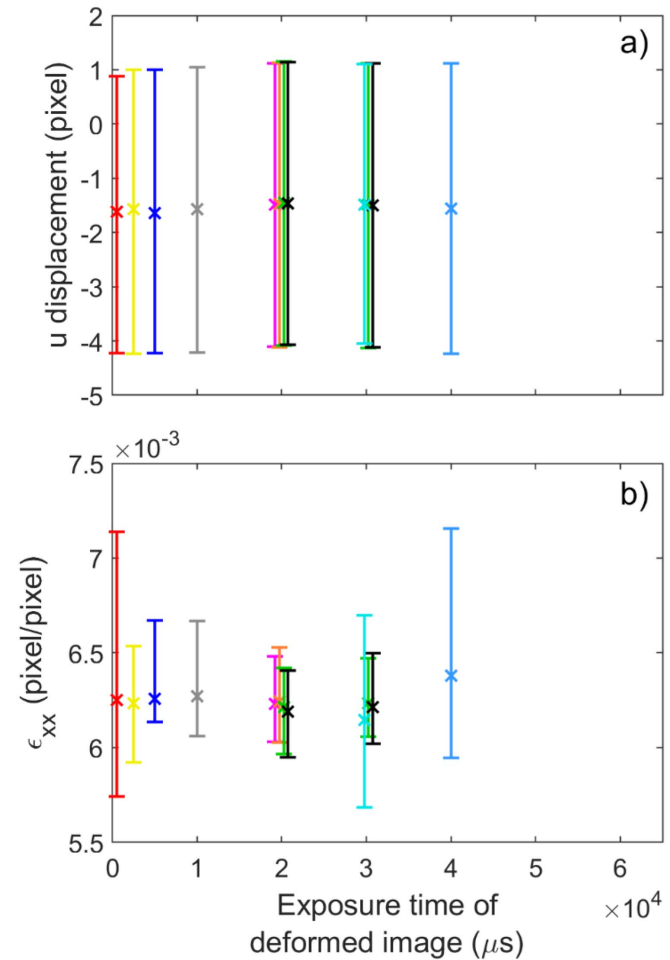 a)
2
1
0
-1
-2
-3
-4
-5
u displacement (pixel)
×10-3
b)
7.5
7
6.5
6
5.5
ϵxx (pixel/pixel)
0 1 2 3 4 5 6
×104
Exposure time of
deformed image (μs)